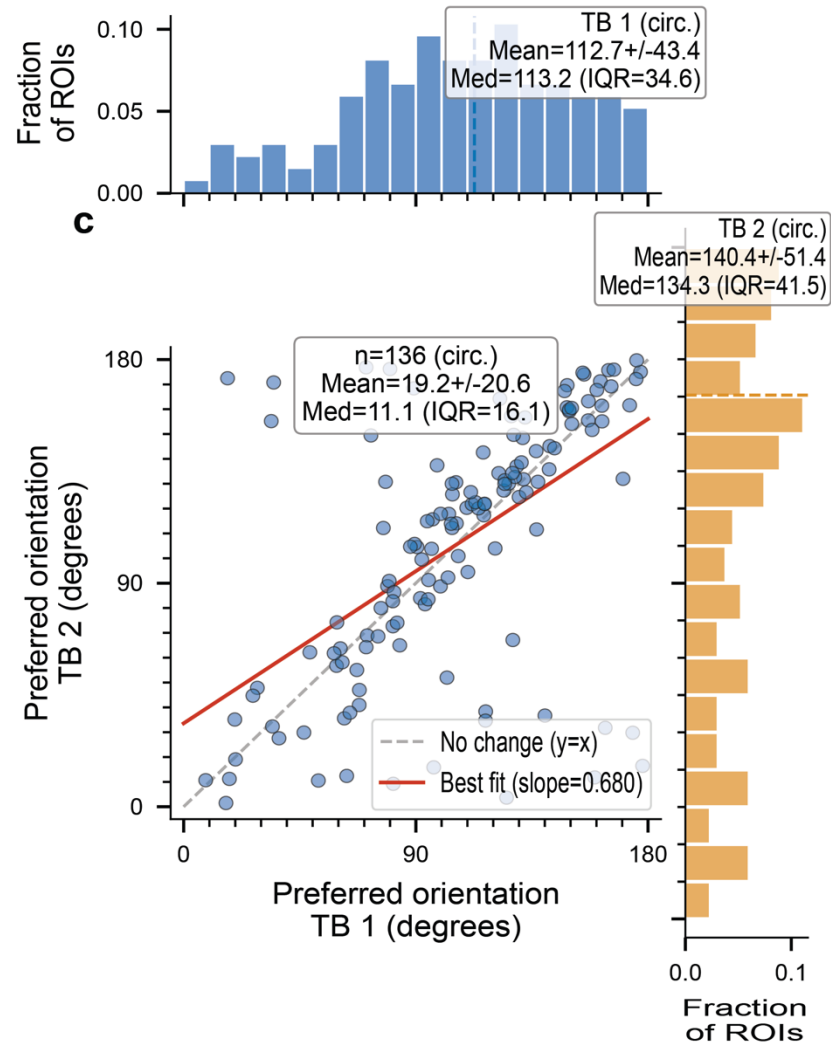 TB 1 (circ.)
Mean=112.7+/-43.4
Med=113.2 (IQR=34.6)
Fraction
of ROIs
0.10
0.05
0.00
c
TB 2 (circ.)
Mean=140.4+/-51.4
Med=134.3 (IQR=41.5)
n=136 (circ.)
Mean=19.2+/-20.6
Med=11.1 (IQR=16.1)
180
90
0
Preferred orientation
TB 2 (degrees)
No change (y=x)
Best fit (slope=0.680)
0
90
180
Preferred orientation
TB 1 (degrees)
0.0
0.1
Fraction
of ROIs